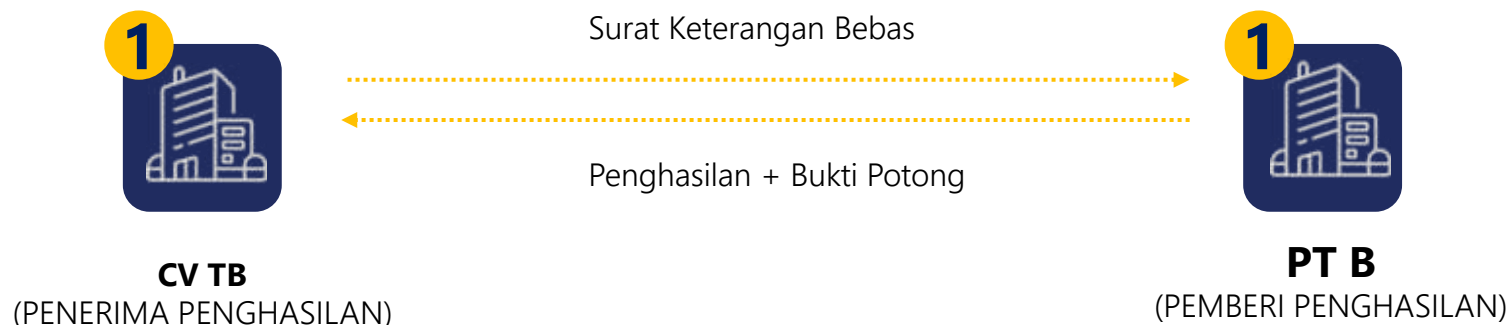 1
Surat Keterangan Bebas
1
Penghasilan + Bukti Potong
CV TB
(PENERIMA PENGHASILAN)
PT B
(PEMBERI PENGHASILAN)